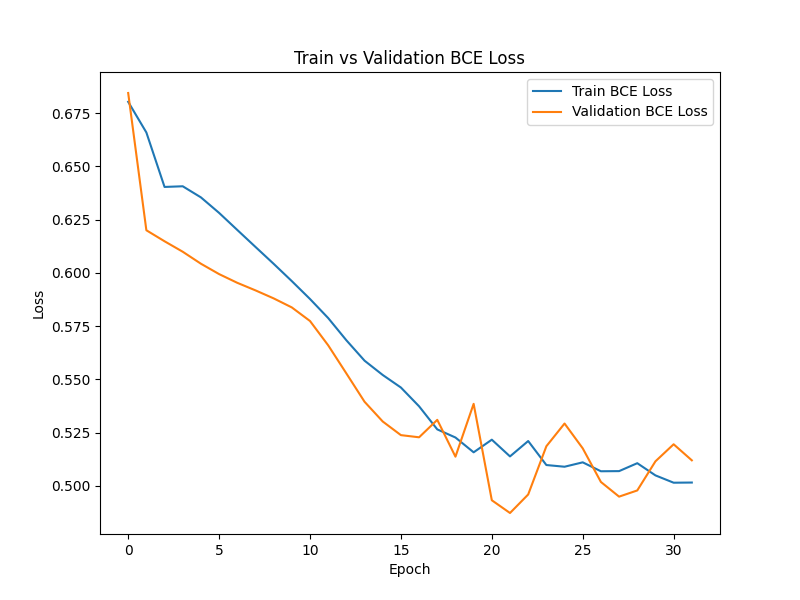 Train vs Validation BCE Loss
Train BCE Loss
Validation BCE Loss
0.675
0.650
0.625
0.600
0.575
0.550
0.525
0.500
Loss
0 5 10 15 20 25 30
Epoch